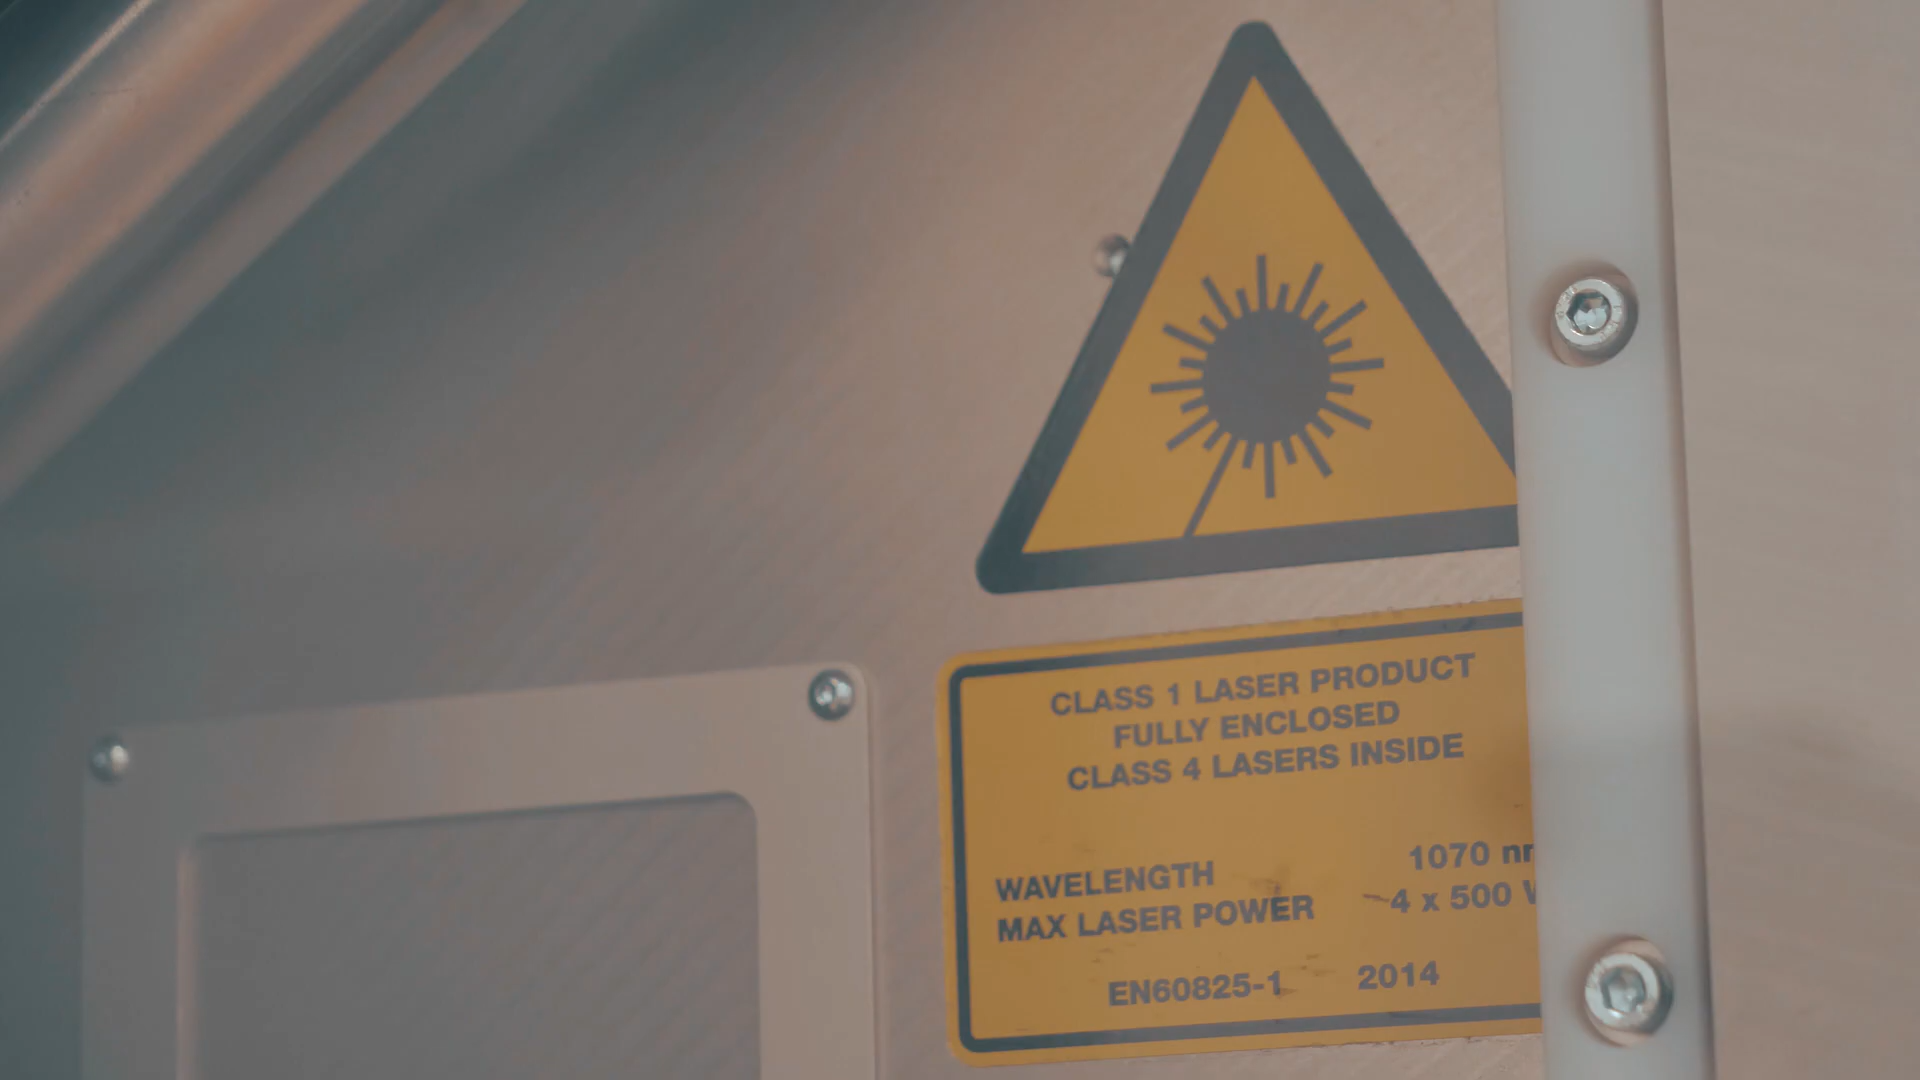 CLASS 1 LASER PRODUCT
FULLY ENCLOSED
CLASS 4 LASERS INSIDE
WAVELENGTH 1070
MAX LASER POWER 4 x 500
EN60825-1 2014